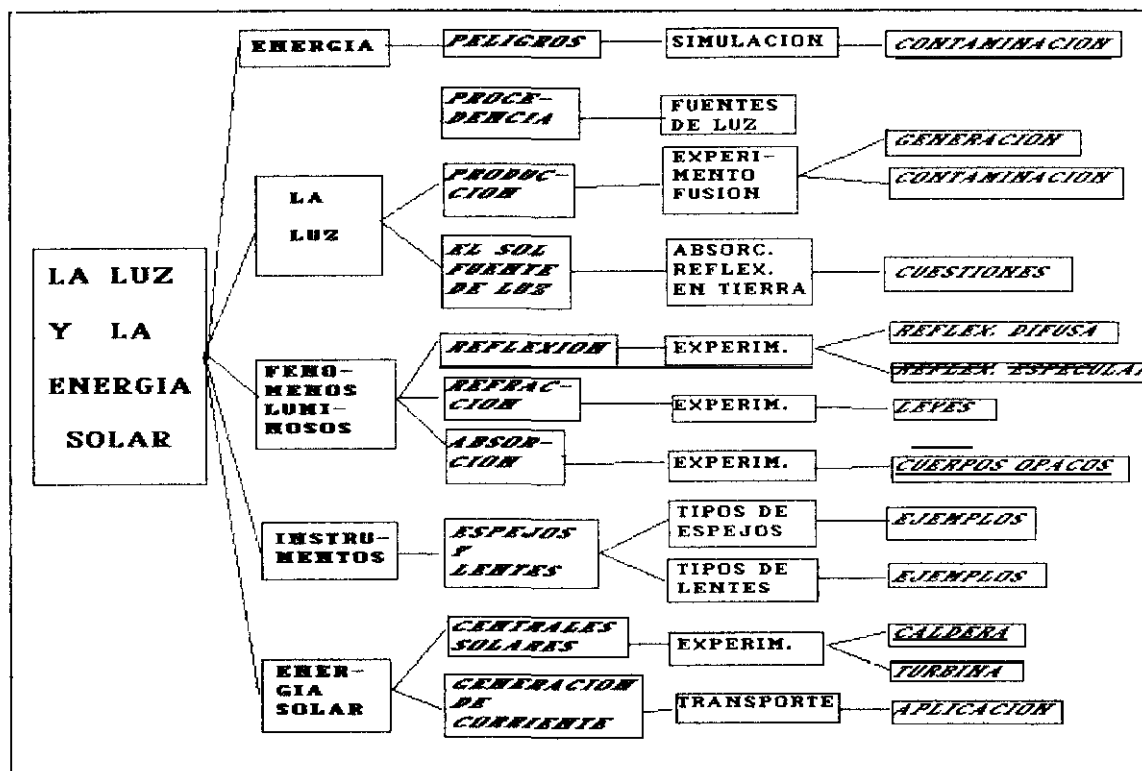 LA LUZ
Y LA
ENERGIA
SOLAR
ENERGIA
PELIGROS
SIMULACION
CONTAMINACION
LA
LUZ
PROCE-
DENCIA
FUENTES
DE LUZ
PRODUC-
CION
EXPERI-
MENTO
FUSION
GENERACION
CONTAMINACION
EL SOL
FUENTE
DE LUZ
ABSORC.
REFLEX.
EN TIERRA
CUESTIONES
FENO-
MENOS
LUMI-
NOSOS
REFLEXION
EXPERIM.
REFLEX. DIFUSA
REFLEX. ESPECULAR
REFRAC-
CION
EXPERIM.
LEYES
ABSOR-
CION
EXPERIM.
CUERPOS OPACOS
INSTRU-
MENTOS
ESPEJOS
Y
LENTES
TIPOS DE
ESPEJOS
EJEMPLOS
TIPOS DE
LENTES
EJEMPLOS
ENER-
GIA
SOLAR
CENTRALES
SOLARES
EXPERIM.
CALDERA
TURBINA
GENERACION
DE
CORRIENTE
TRANSPORTE
APLICACION